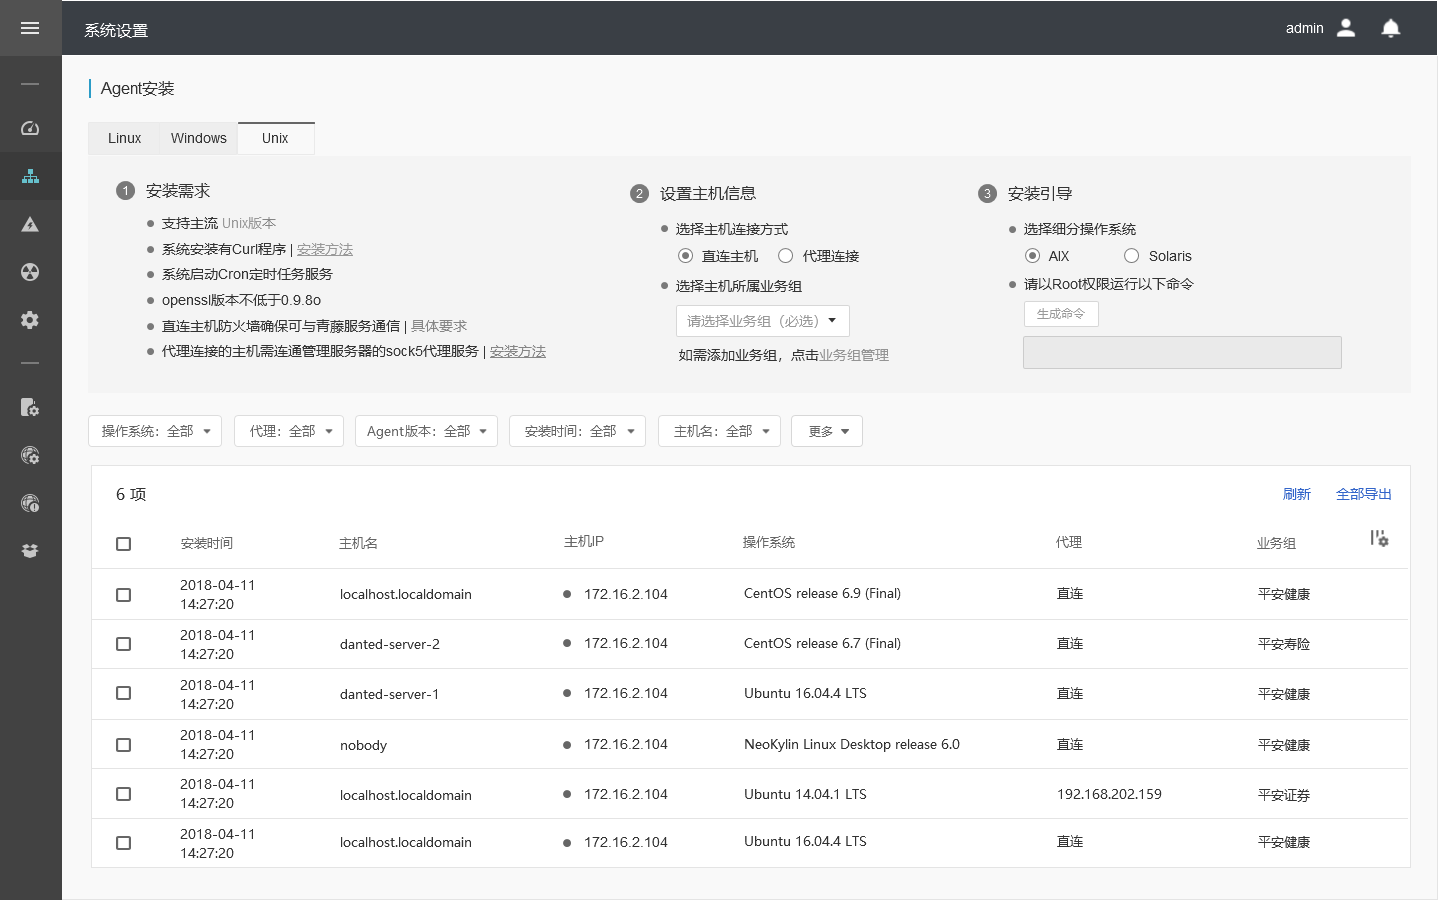 系统设置
admin
Agent安装
Linux Windows Unix
1 安装需求
支持主流 Unix版本
系统安装有Curl程序 | 安装方法
系统启动Cron定时任务服务
openssl版本不低于0.9.8o
直连主机防火墙确保可与青藤服务通信 | 具体要求
代理连接的主机需连通管理服务器的sock5代理服务 | 安装方法
2 设置主机信息
选择主机连接方式
直连主机 代理连接
选择主机所属业务组
请选择业务组（必选）
如需添加业务组，点击业务组管理
3 安装引导
选择细分操作系统
AIX Solaris
请以Root权限运行以下命令
生成命令
操作系统：全部 代理：全部 Agent版本：全部 安装时间：全部 主机名：全部 更多
6 项 刷新 全部导出
安装时间 主机名 主机IP 操作系统 代理 业务组
2018-04-11
14:27:20 localhost.localdomain 172.16.2.104 CentOS release 6.9 (Final) 直连 平安健康
2018-04-11
14:27:20 danted-server-2 172.16.2.104 CentOS release 6.7 (Final) 直连 平安寿险
2018-04-11
14:27:20 danted-server-1 172.16.2.104 Ubuntu 16.04.4 LTS 直连 平安健康
2018-04-11
14:27:20 nobody 172.16.2.104 NeoKylin Linux Desktop release 6.0 直连 平安健康
2018-04-11
14:27:20 localhost.localdomain 172.16.2.104 Ubuntu 14.04.1 LTS 192.168.202.159 平安证券
2018-04-11
14:27:20 localhost.localdomain 172.16.2.104 Ubuntu 16.04.4 LTS 直连 平安健康